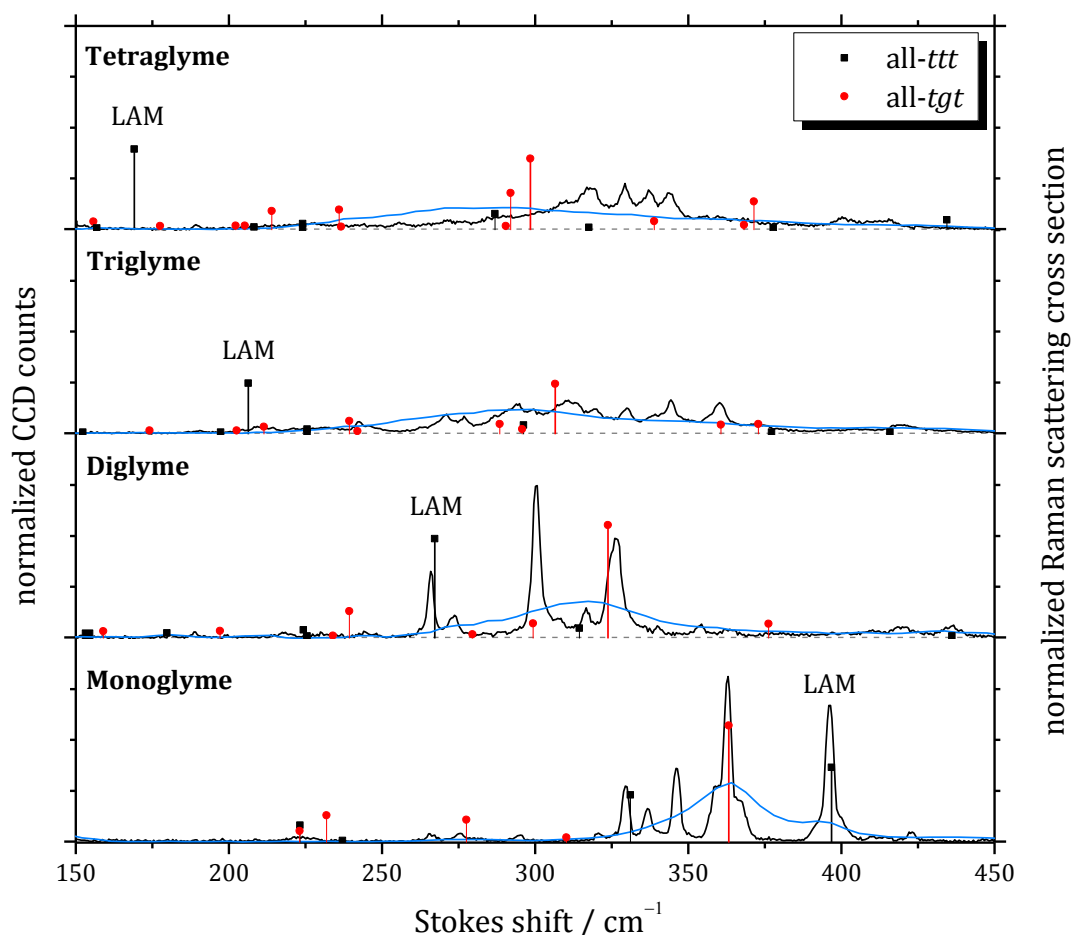 Tetraglyme
all-ttt
all-tgt
LAM
Triglyme
LAM
Diglyme
LAM
Monoglyme
LAM
150 200 250 300 350 400 450
Stokes shift / cm⁻¹
normalized CCD counts
normalized Raman scattering cross section